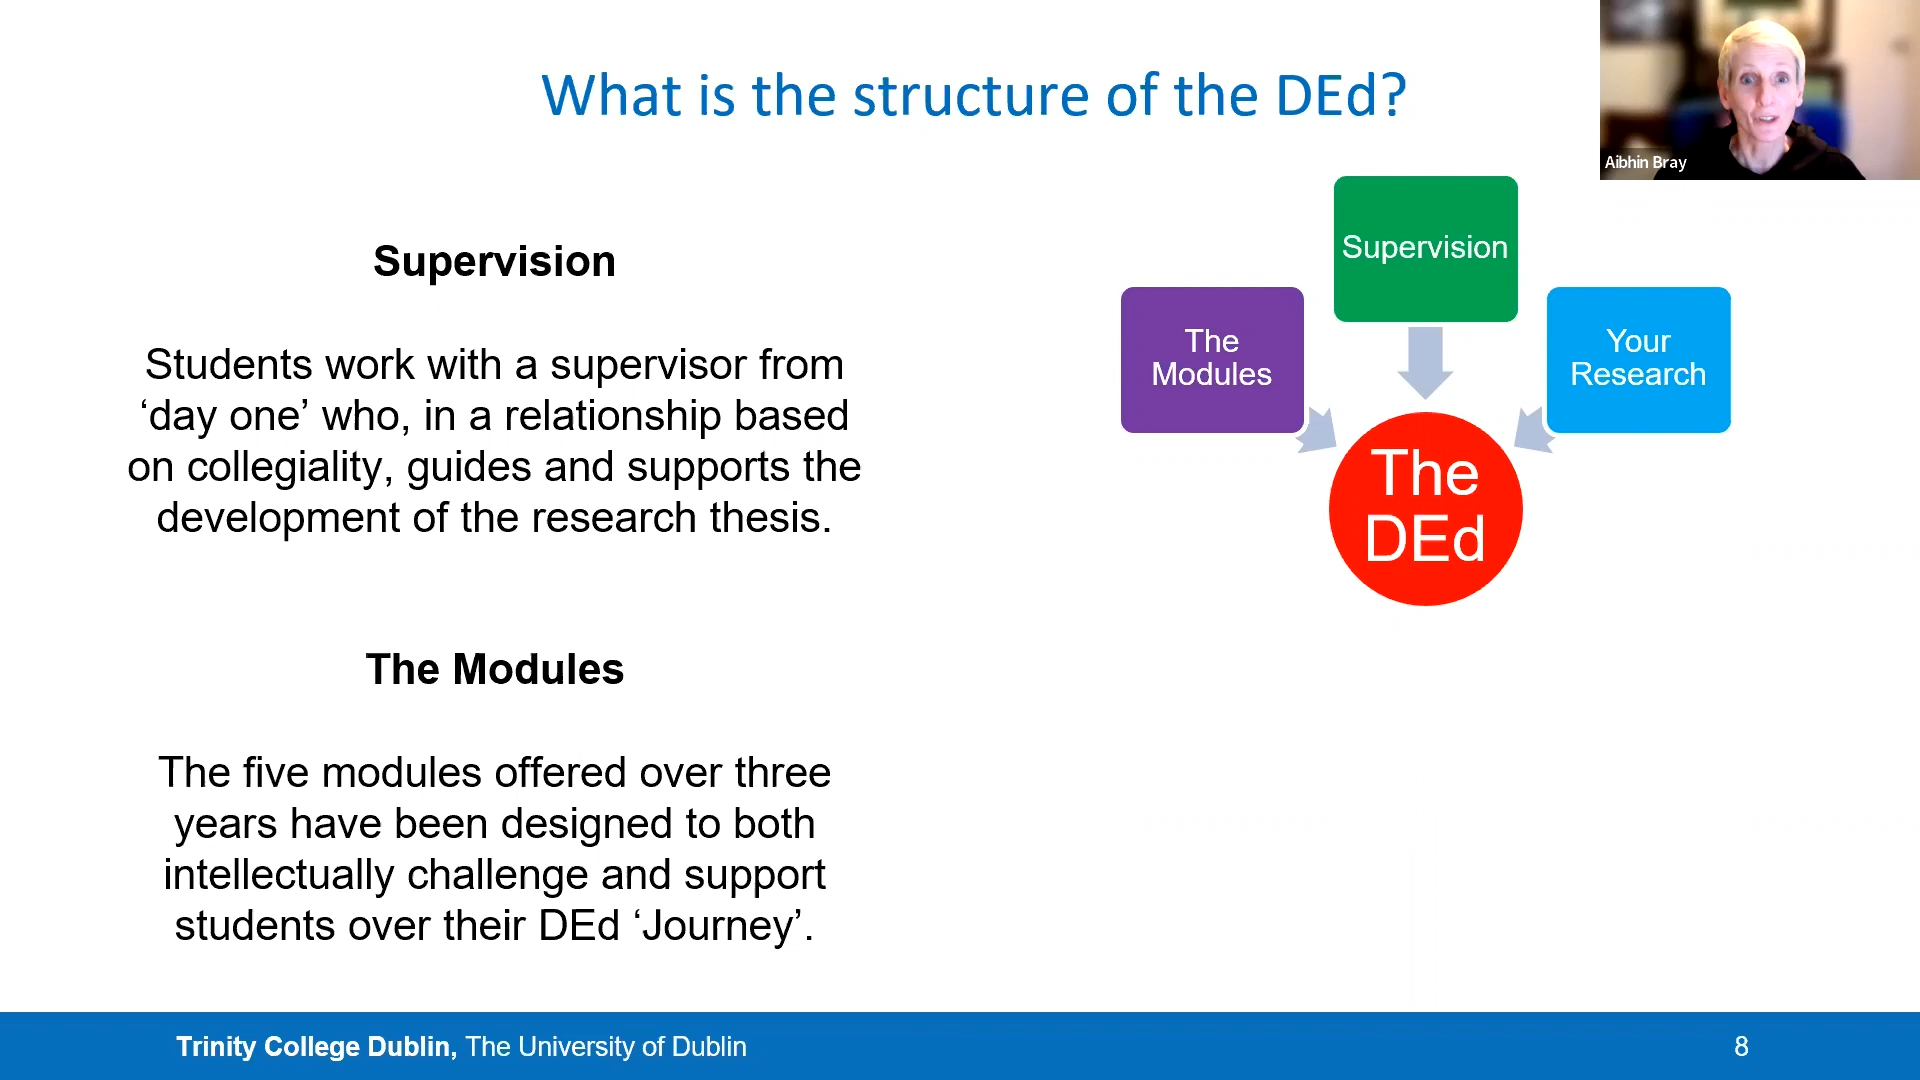 What is the structure of the DEd?
Aibhin Bray
Supervision
Students work with a supervisor from
‘day one’ who, in a relationship based
on collegiality, guides and supports the
development of the research thesis.
The Modules
The five modules offered over three
years have been designed to both
intellectually challenge and support
students over their DEd ‘Journey’.
Supervision
The
Modules
Your
Research
The
DEd
Trinity College Dublin, The University of Dublin
8